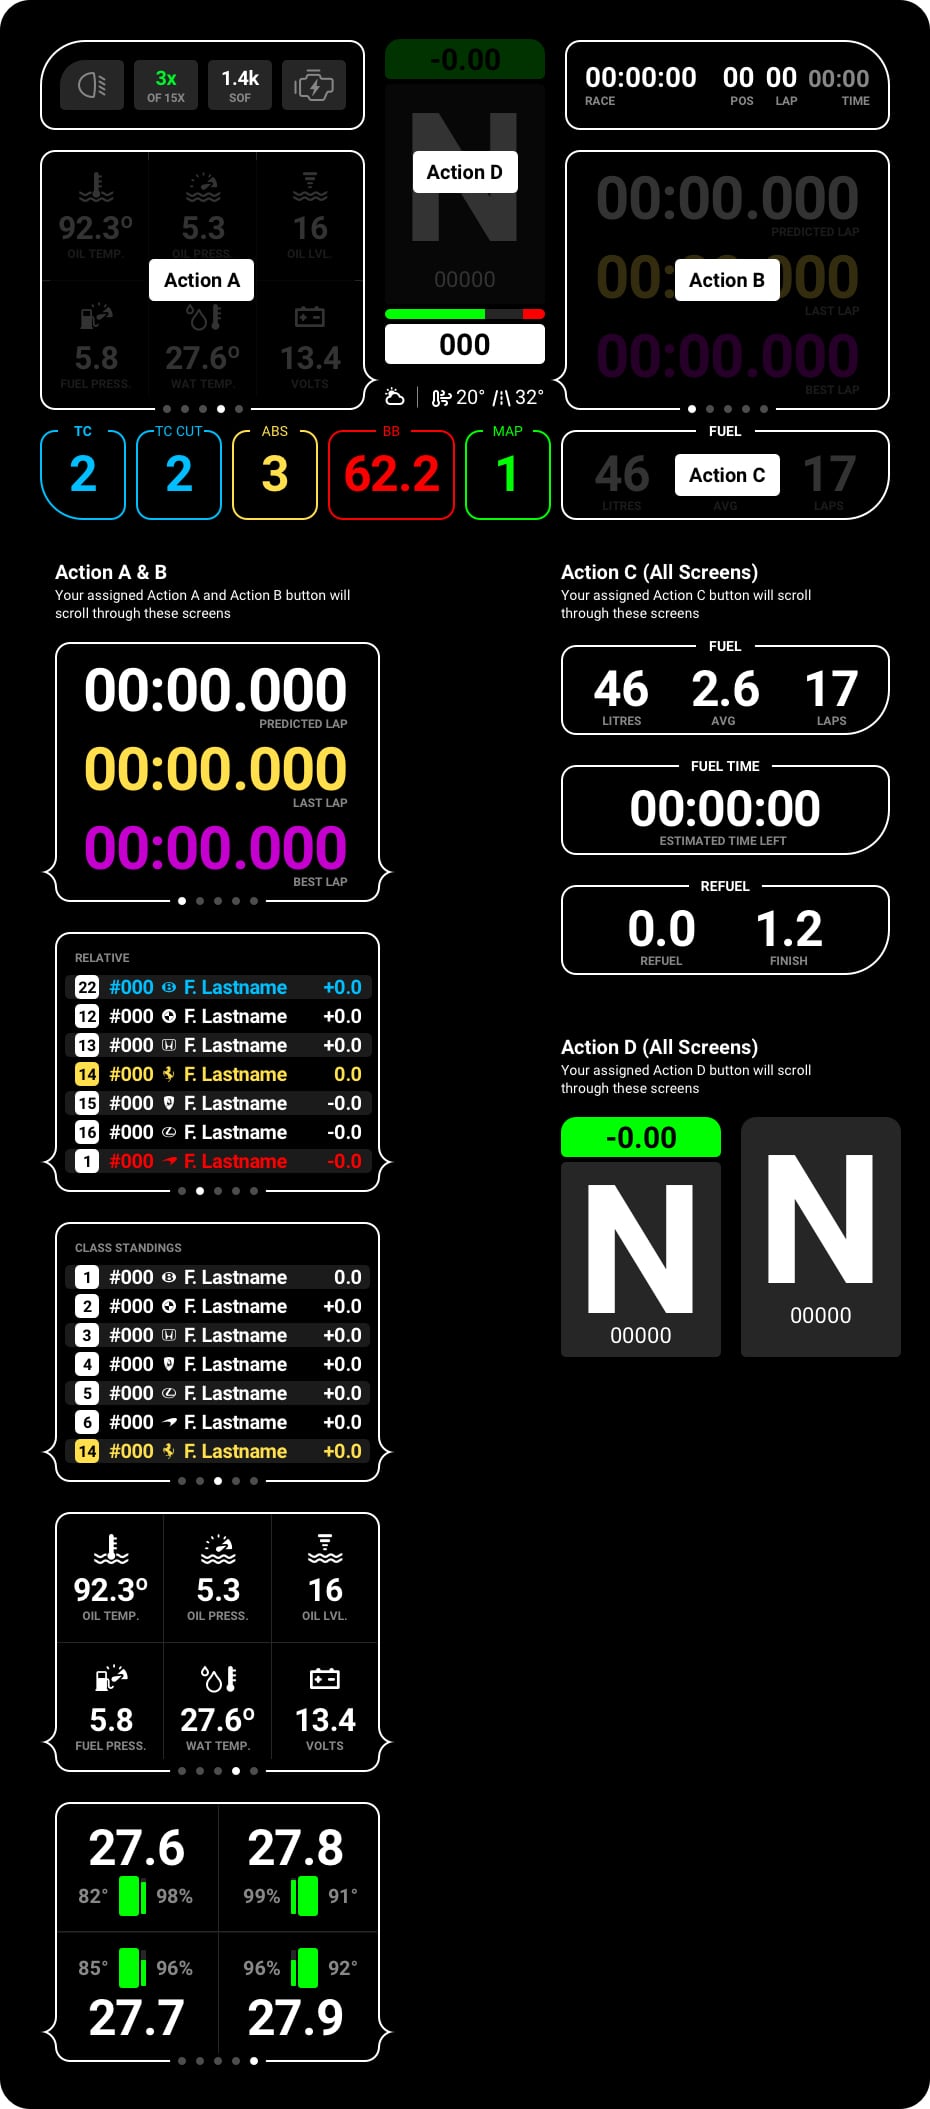 3x
OF 15X
1.4k
SOF
-0.00
00:00:00
RACE
00
POS
00
LAP
00:00
TIME
N
Action D
00000
000
20° 32°
92.3º
OIL TEMP.
5.3
OIL PRESS.
16
OIL LVL.
Action A
5.8
FUEL PRESS.
27.6º
WAT TEMP.
13.4
VOLTS
00:00.000
PREDICTED LAP
00: 000
Action B
LAST LAP
00:00.000
BEST LAP
TC
2
TC CUT
2
ABS
3
BB
62.2
MAP
1
FUEL
46
LITRES
Action C
AVG
17
LAPS
Action A & B
Your assigned Action A and Action B button will
scroll through these screens
00:00.000
PREDICTED LAP
00:00.000
LAST LAP
00:00.000
BEST LAP
RELATIVE
22 #000 B F. Lastname +0.0
12 #000 F. Lastname +0.0
13 #000 F. Lastname +0.0
14 #000 F. Lastname 0.0
15 #000 F. Lastname -0.0
16 #000 F. Lastname -0.0
1 #000 F. Lastname -0.0
CLASS STANDINGS
1 #000 B F. Lastname 0.0
2 #000 F. Lastname +0.0
3 #000 F. Lastname +0.0
4 #000 F. Lastname +0.0
5 #000 F. Lastname +0.0
6 #000 F. Lastname +0.0
14 #000 F. Lastname +0.0
92.3º
OIL TEMP.
5.3
OIL PRESS.
16
OIL LVL.
5.8
FUEL PRESS.
27.6º
WAT TEMP.
13.4
VOLTS
27.6
82° 98%
27.8
99% 91°
85° 96%
27.7
96% 92°
27.9
Action C (All Screens)
Your assigned Action C button will scroll
through these screens
FUEL
46 2.6 17
LITRES AVG LAPS
FUEL TIME
00:00:00
ESTIMATED TIME LEFT
REFUEL
0.0 1.2
REFUEL FINISH
Action D (All Screens)
Your assigned Action D button will scroll
through these screens
-0.00
N
00000
N
00000